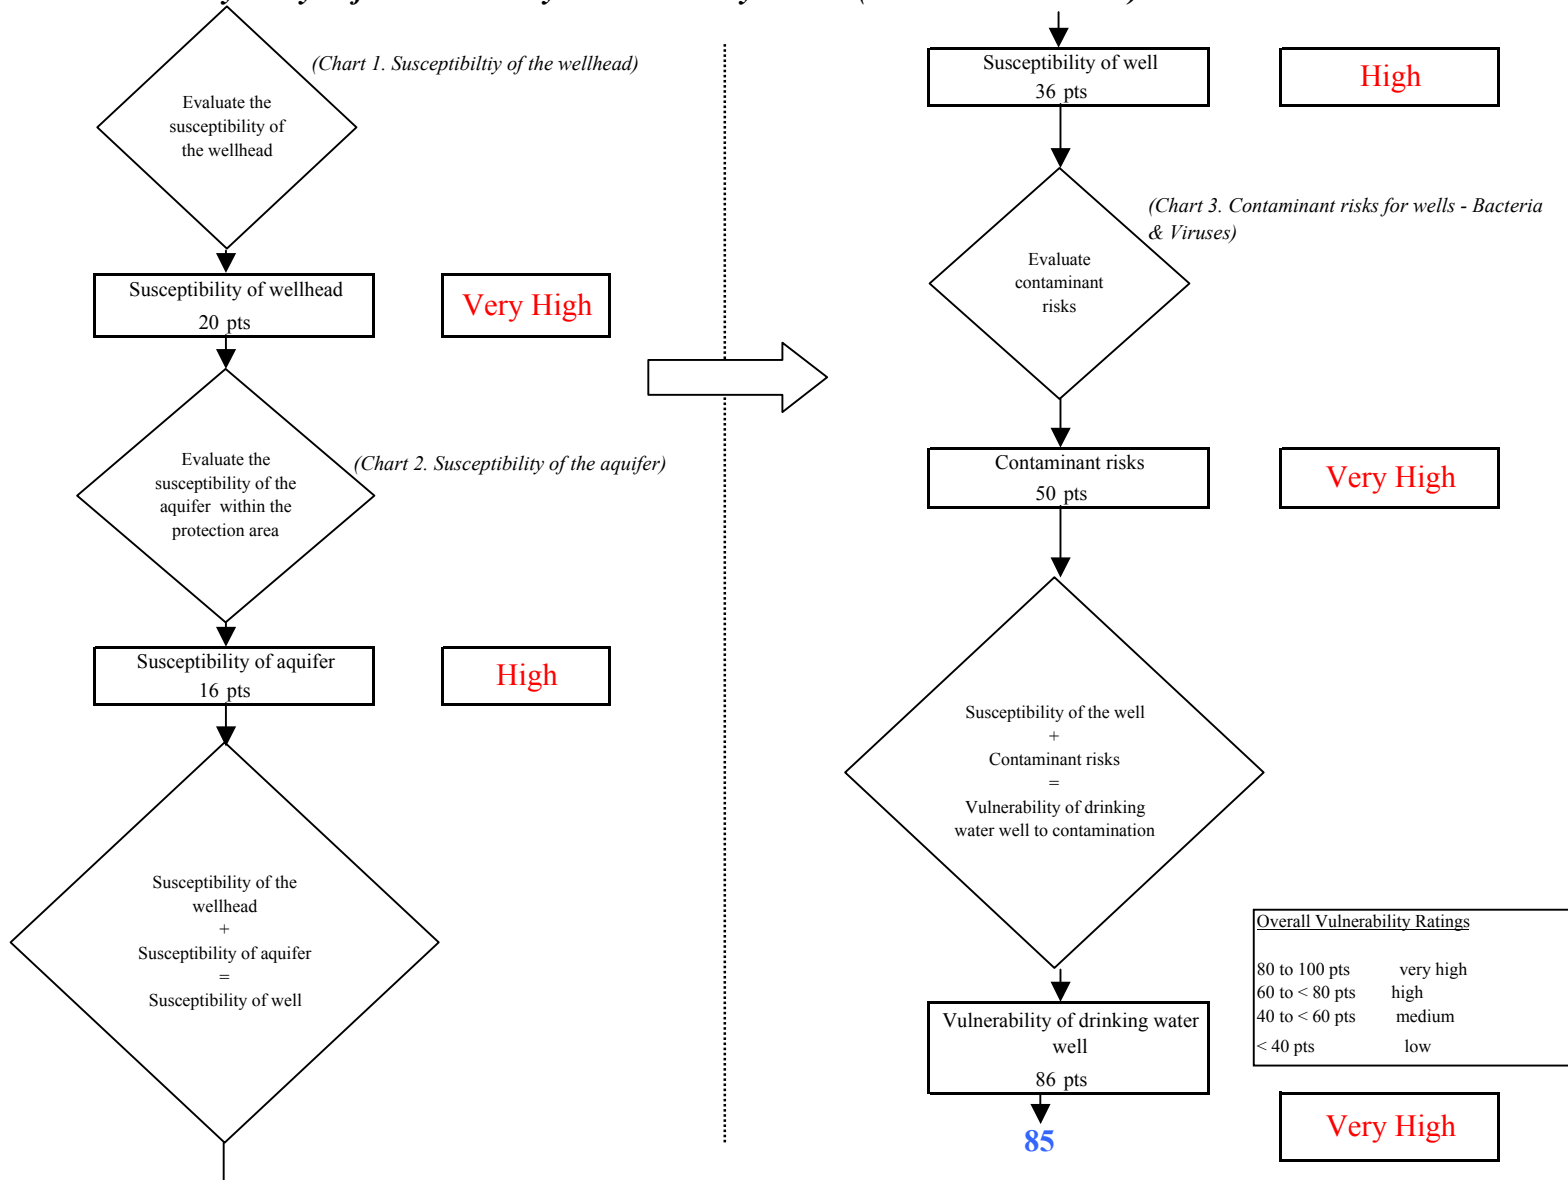 (Chart 1. Susceptibiltiy of the wellhead)
Evaluate the
susceptibility of
the wellhead
Susceptibility of wellhead
20 pts
Very High
Evaluate the
susceptibility of the
aquifer within the
protection area
(Chart 2. Susceptibility of the aquifer)
Susceptibility of aquifer
16 pts
High
Susceptibility of the
wellhead
+
Susceptibility of aquifer
=
Susceptibility of well
Susceptibility of well
36 pts
High
(Chart 3. Contaminant risks for wells - Bacteria
& Viruses)
Evaluate
contaminant
risks
Contaminant risks
50 pts
Very High
Susceptibility of the well
+
Contaminant risks
=
Vulnerability of drinking
water well to contamination
Overall Vulnerability Ratings
80 to 100 pts very high
60 to < 80 pts high
40 to < 60 pts medium
< 40 pts low
Vulnerability of drinking water
well
86 pts
85
Very High